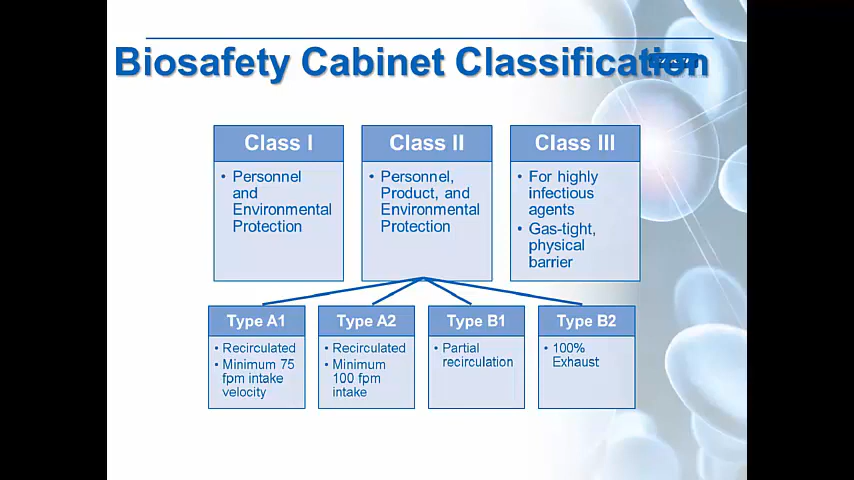 Biosafety Cabinet Classification
Class I
• Personnel
and
Environmental
Protection
Class II
• Personnel,
Product, and
Environmental
Protection
Class III
• For highly
infectious
agents
• Gas-tight,
physical
barrier
Type A1
• Recirculated
• Minimum 75
fpm intake
velocity
Type A2
• Recirculated
• Minimum
100 fpm
intake
Type B1
• Partial
recirculation
Type B2
• 100%
Exhaust